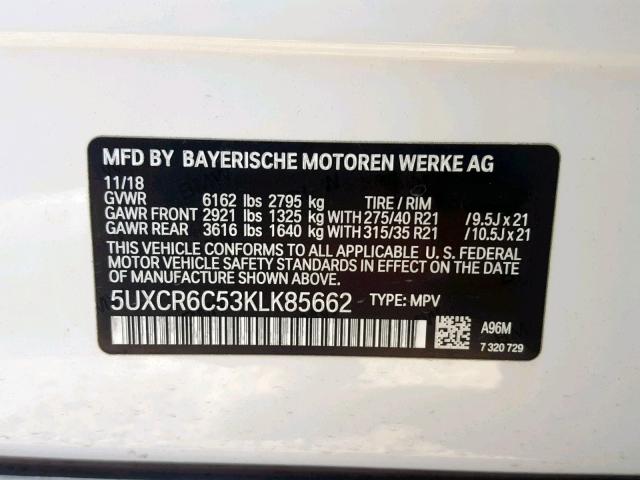 MFD BY BAYERISCHE MOTOREN WERKE AG
11/18
GVWR 6162 lbs 2795 kg TIRE / RIM
GAWR FRONT 2921 lbs 1325 kg WITH 275/40 R21 /9.5J x 21
GAWR REAR 3616 lbs 1640 kg WITH 315/35 R21 /10.5J x 21
THIS VEHICLE CONFORMS TO ALL APPLICABLE U. S. FEDERAL
MOTOR VEHICLE SAFETY STANDARDS IN EFFECT ON THE DATE
OF MANUFACTURE SHOWN ABOVE.
5UXCR6C53KLK85662 TYPE: MPV
A96M
7 320 729